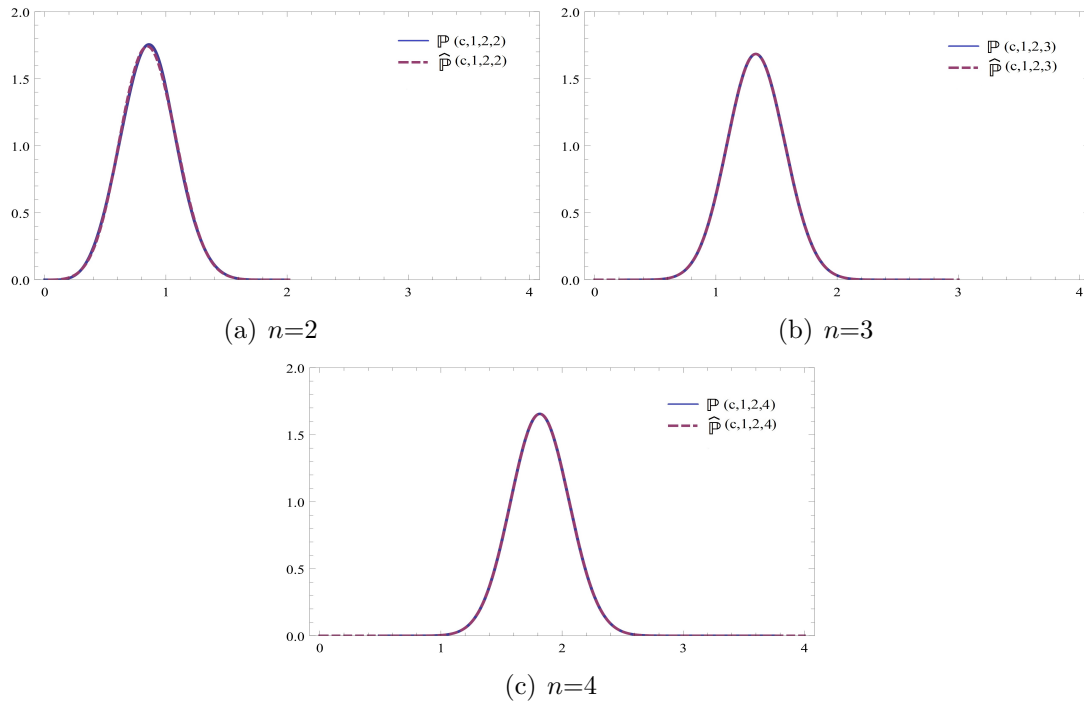 2.0
1.5
1.0
0.5
0.0
0 1 2 3 4
ℙ (c,1,2,2)
ℙ̂ (c,1,2,2)
(a) n=2
2.0
1.5
1.0
0.5
0.0
0 1 2 3 4
ℙ (c,1,2,3)
ℙ̂ (c,1,2,3)
(b) n=3
2.0
1.5
1.0
0.5
0.0
0 1 2 3 4
ℙ (c,1,2,4)
ℙ̂ (c,1,2,4)
(c) n=4